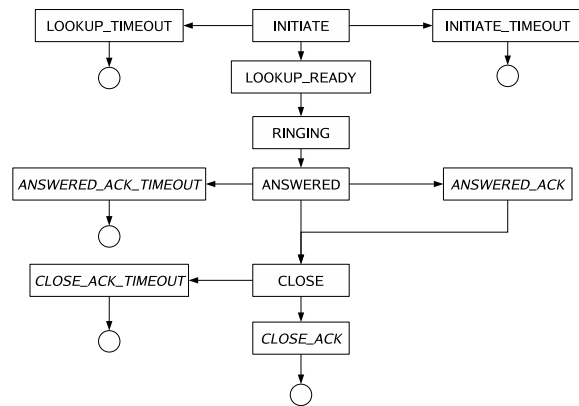 LOOKUP_TIMEOUT
INITIATE
INITIATE_TIMEOUT
LOOKUP_READY
RINGING
ANSWERED_ACK_TIMEOUT
ANSWERED
ANSWERED_ACK
CLOSE_ACK_TIMEOUT
CLOSE
CLOSE_ACK